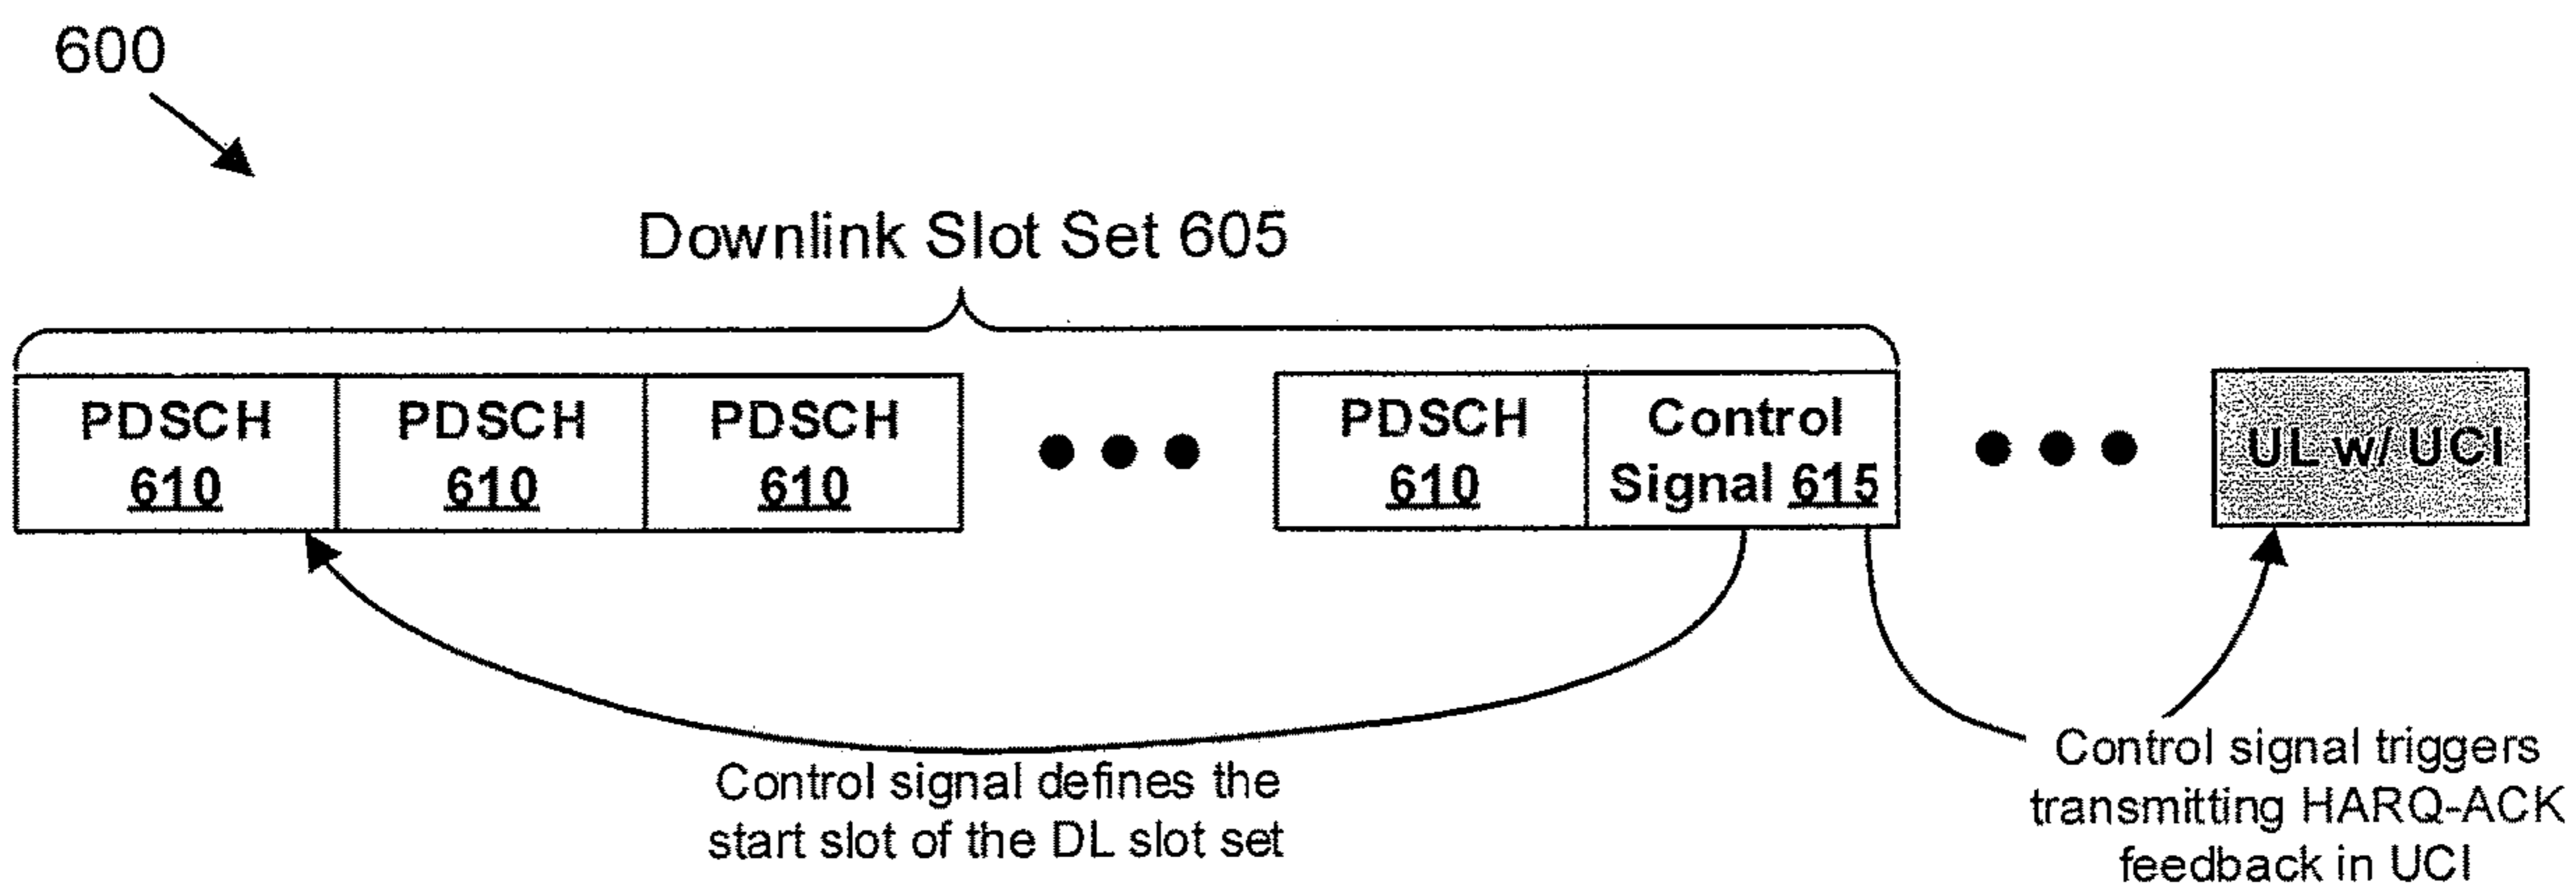 600
Downlink Slot Set 605
PDSCH
610
PDSCH
610
PDSCH
610
PDSCH
610
Control
Signal 615
UL w/ UCI
Control signal defines the
start slot of the DL slot set
Control signal triggers
transmitting HARQ-ACK
feedback in UCI